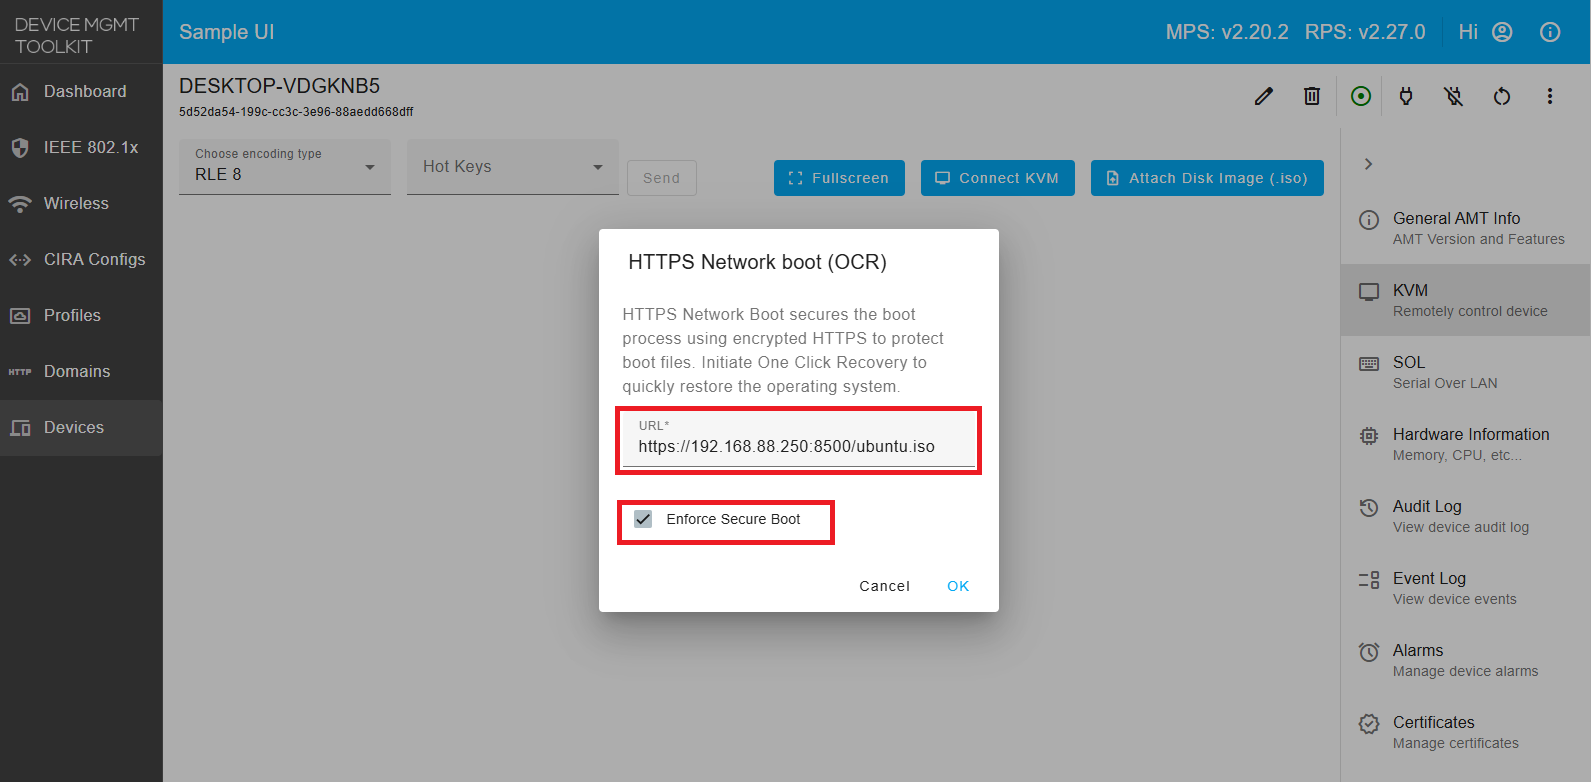 DEVICE MGMT
TOOLKIT
Sample UI
MPS: v2.20.2 RPS: v2.27.0 Hi
Dashboard
IEEE 802.1x
Wireless
CIRA Configs
Profiles
HTTP Domains
Devices
DESKTOP-VDGKNB5
5d52da54-199c-cc3c-3e96-88aedd668dff
Choose encoding type
RLE 8
Hot Keys
Send
Fullscreen
Connect KVM
Attach Disk Image (.iso)
HTTPS Network boot (OCR)
HTTPS Network Boot secures the boot
process using encrypted HTTPS to protect
boot files. Initiate One Click Recovery to
quickly restore the operating system.
URL*
https://192.168.88.250:8500/ubuntu.iso
Enforce Secure Boot
Cancel
OK
General AMT Info
AMT Version and Features
KVM
Remotely control device
SOL
Serial Over LAN
Hardware Information
Memory, CPU, etc...
Audit Log
View device audit log
Event Log
View device events
Alarms
Manage device alarms
Certificates
Manage certificates